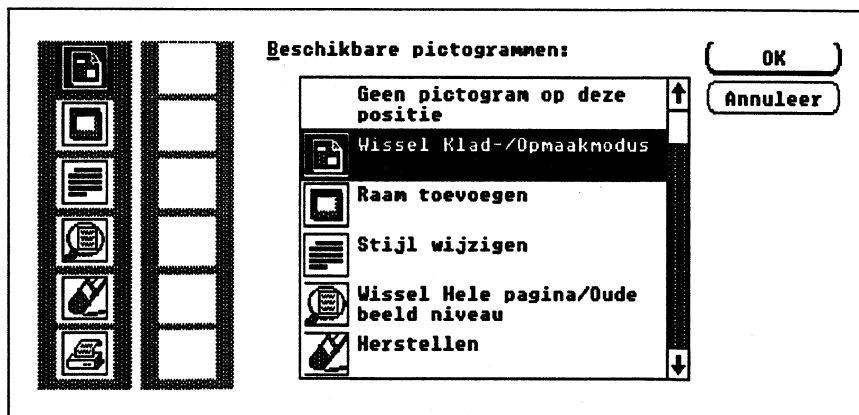 Beschikbare pictogrammen:
OK
Annuleer
Geen pictogram op deze
positie
Wissel Klad-/Opmaakmodus
Raam toevoegen
Stijl wijzigen
Wissel Hele pagina/Oude
beeld niveau
Herstellen